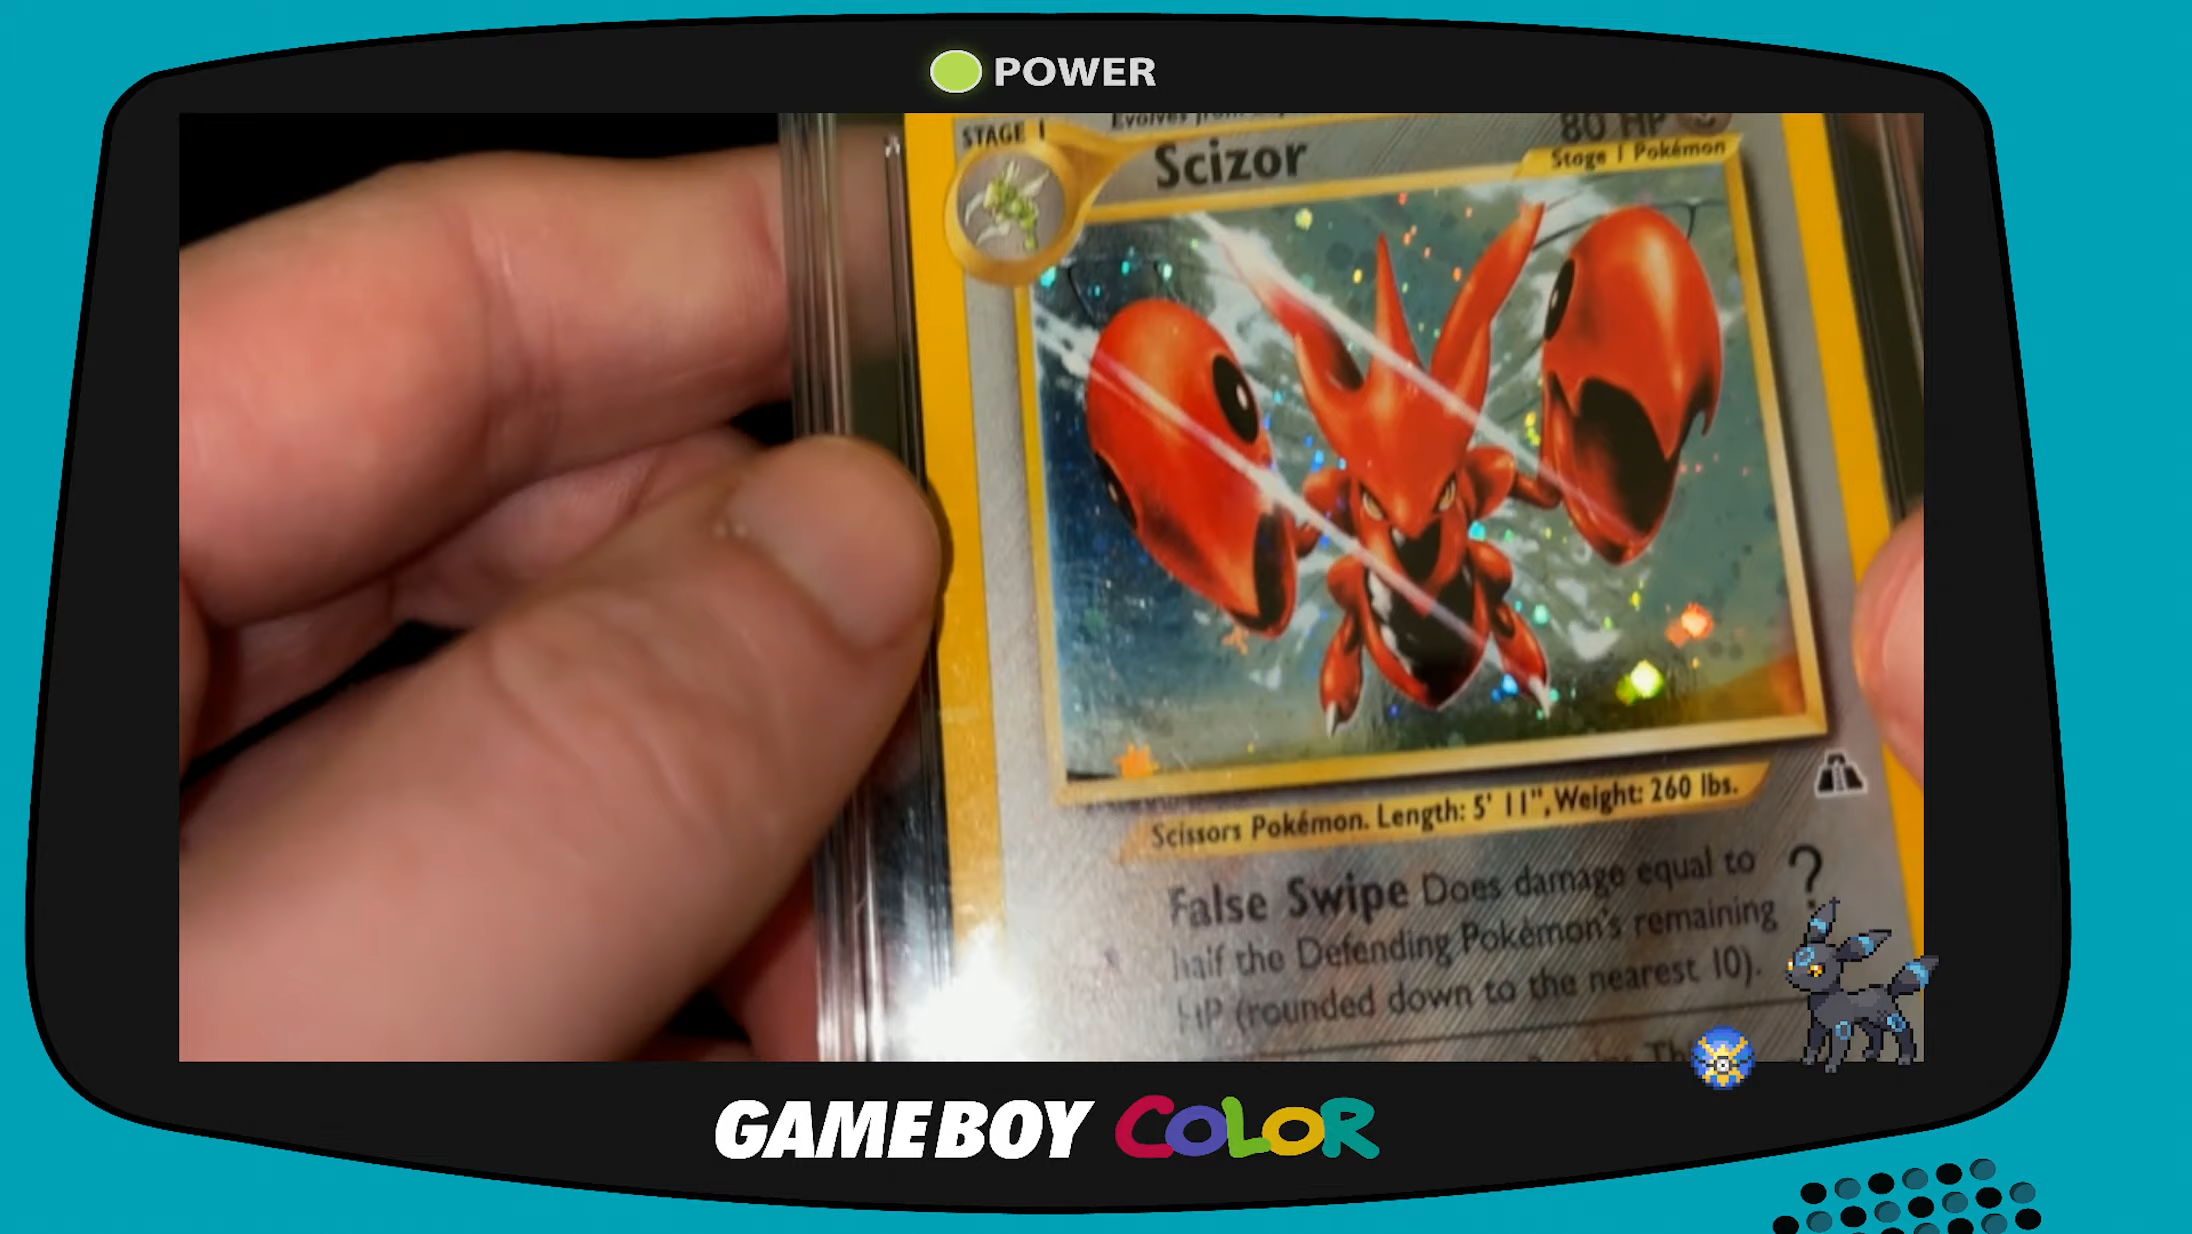 POWER
STAGE 1
Evolves from
80 HP
Scizor
Stage 1 Pokémon
Scissors Pokémon. Length: 5' 11", Weight: 260 lbs.
False Swipe Does damage equal to
half the Defending Pokémon's remaining
HP (rounded down to the nearest 10).
?
GAMEBOY COLOR